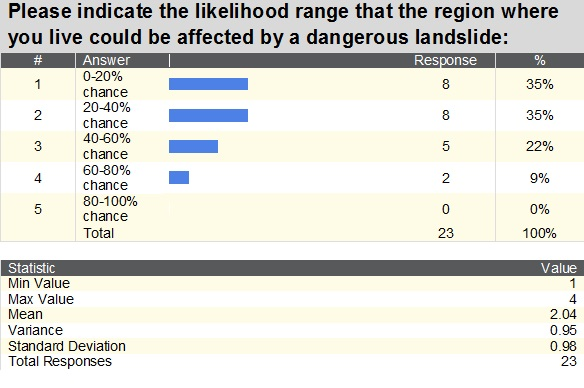 Please indicate the likelihood range that the region where
you live could be affected by a dangerous landslide:
# Answer Response %
1 0-20% chance 8 35%
2 20-40% chance 8 35%
3 40-60% chance 5 22%
4 60-80% chance 2 9%
5 80-100% chance 0 0%
Total 23 100%
Statistic Value
Min Value 1
Max Value 4
Mean 2.04
Variance 0.95
Standard Deviation 0.98
Total Responses 23